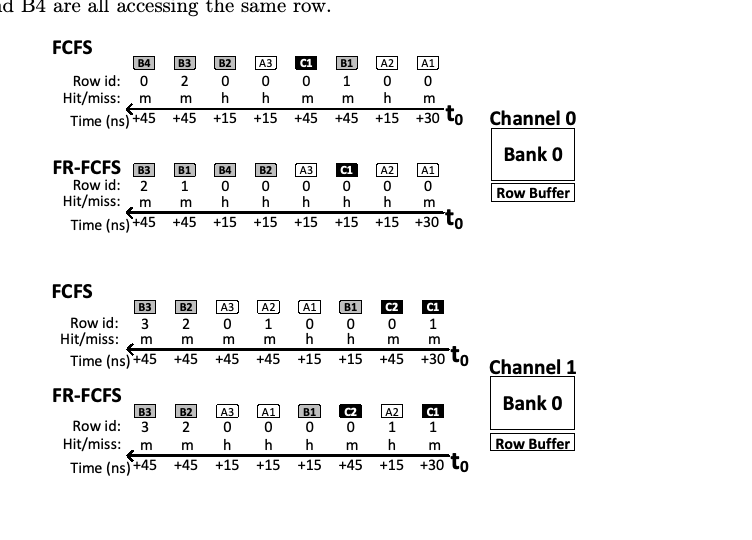 nd B4 are all accessing the same row.
FCFS
B4 B3 B2 A3 C1 B1 A2 A1
Row id: 0 2 0 0 0 1 0 0
Hit/miss: m m h h m m h m
Time (ns) +45 +45 +15 +15 +45 +45 +15 +30 t0
Channel 0
Bank 0
Row Buffer
FR-FCFS B3 B1 B4 B2 A3 C1 A2 A1
Row id: 2 1 0 0 0 0 0 0
Hit/miss: m m h h h h h m
Time (ns) +45 +45 +15 +15 +15 +15 +15 +30 t0
FCFS
B3 B2 A3 A2 A1 B1 C2 C1
Row id: 3 2 0 1 0 0 0 1
Hit/miss: m m m m h h m m
Time (ns) +45 +45 +45 +45 +15 +15 +45 +30 t0
Channel 1
Bank 0
Row Buffer
FR-FCFS
B3 B2 A3 A1 B1 C2 A2 C1
Row id: 3 2 0 0 0 0 1 1
Hit/miss: m m h h h m h m
Time (ns) +45 +45 +15 +15 +15 +45 +15 +30 t0